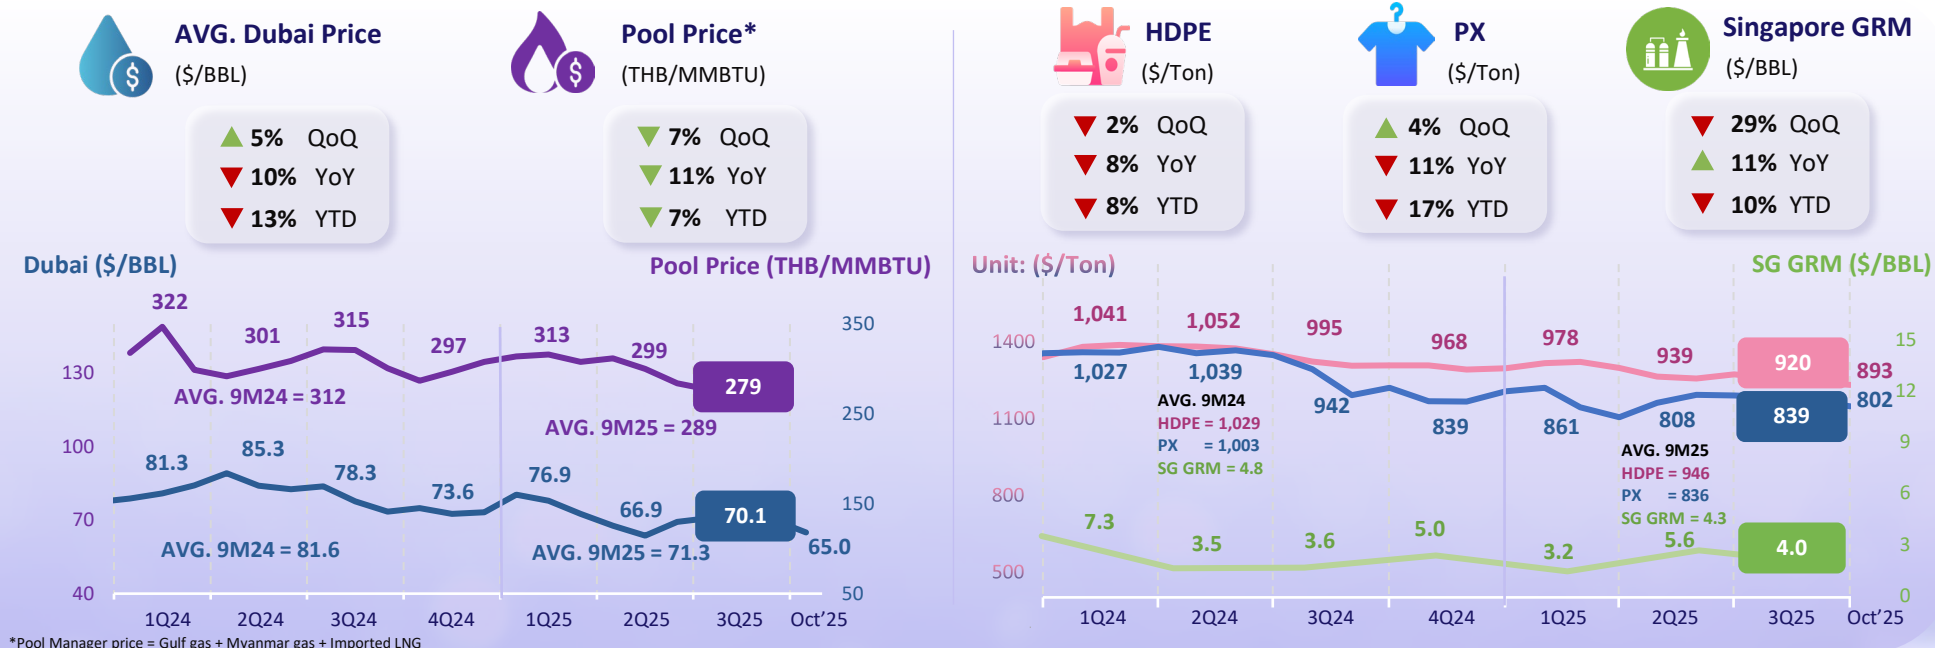 AVG. Dubai Price
($/BBL)
$
5% QoQ
10% YoY
13% YTD
Pool Price*
(THB/MMBTU)
$
7% QoQ
11% YoY
7% YTD
HDPE
($/Ton)
2% QoQ
8% YoY
8% YTD
PX
($/Ton)
4% QoQ
11% YoY
17% YTD
Singapore GRM
($/BBL)
29% QoQ
11% YoY
10% YTD
Dubai ($/BBL)
Pool Price (THB/MMBTU)
322
301
315
297
313
299
279
AVG. 9M24 = 312
AVG. 9M25 = 289
81.3
85.3
78.3
73.6
76.9
66.9
70.1
65.0
AVG. 9M24 = 81.6
AVG. 9M25 = 71.3
130
100
70
40
350
250
150
50
1Q24 2Q24 3Q24 4Q24 1Q25 2Q25 3Q25 Oct'25
*Pool Manager price = Gulf gas + Myanmar gas + Imported LNG
Unit: ($/Ton)
SG GRM ($/BBL)
1400
1100
800
500
15
12
9
6
3
0
1,041
1,052
995
968
978
939
920
893
1,027
1,039
942
839
861
808
839
802
AVG. 9M24
HDPE = 1,029
PX = 1,003
SG GRM = 4.8
AVG. 9M25
HDPE = 946
PX = 836
SG GRM = 4.3
7.3
3.5
3.6
5.0
3.2
5.6
4.0
1Q24 2Q24 3Q24 4Q24 1Q25 2Q25 3Q25 Oct'25